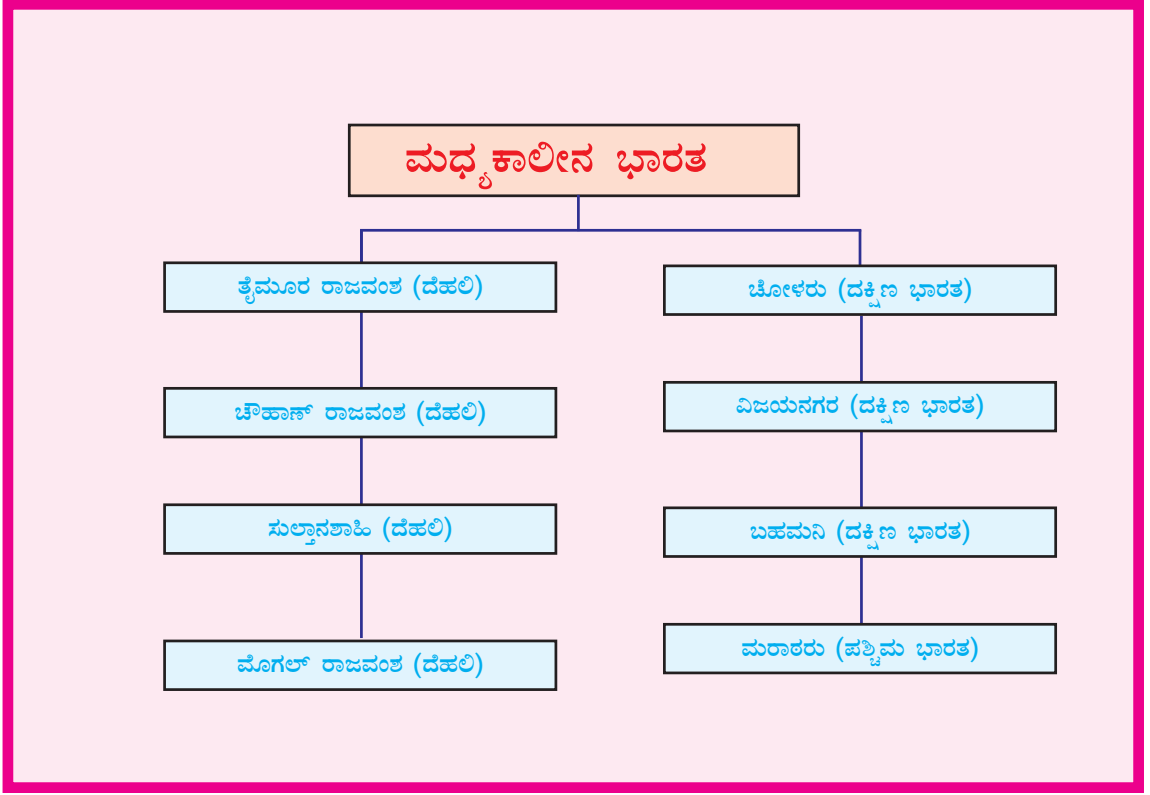 ಮಧ್ಯಕಾಲೀನ ಭಾರತ
ತೈಮೂರ ರಾಜವಂಶ (ದೆಹಲಿ)
ಚೌಹಾಣ್ ರಾಜವಂಶ (ದೆಹಲಿ)
ಸುಲ್ತಾನಶಾಹಿ (ದೆಹಲಿ)
ಮೊಗಲ್ ರಾಜವಂಶ (ದೆಹಲಿ)
ಚೋಳರು (ದಕ್ಷಿಣ ಭಾರತ)
ವಿಜಯನಗರ (ದಕ್ಷಿಣ ಭಾರತ)
ಬಹಮನಿ (ದಕ್ಷಿಣ ಭಾರತ)
ಮರಾಠರು (ಪಶ್ಚಿಮ ಭಾರತ)